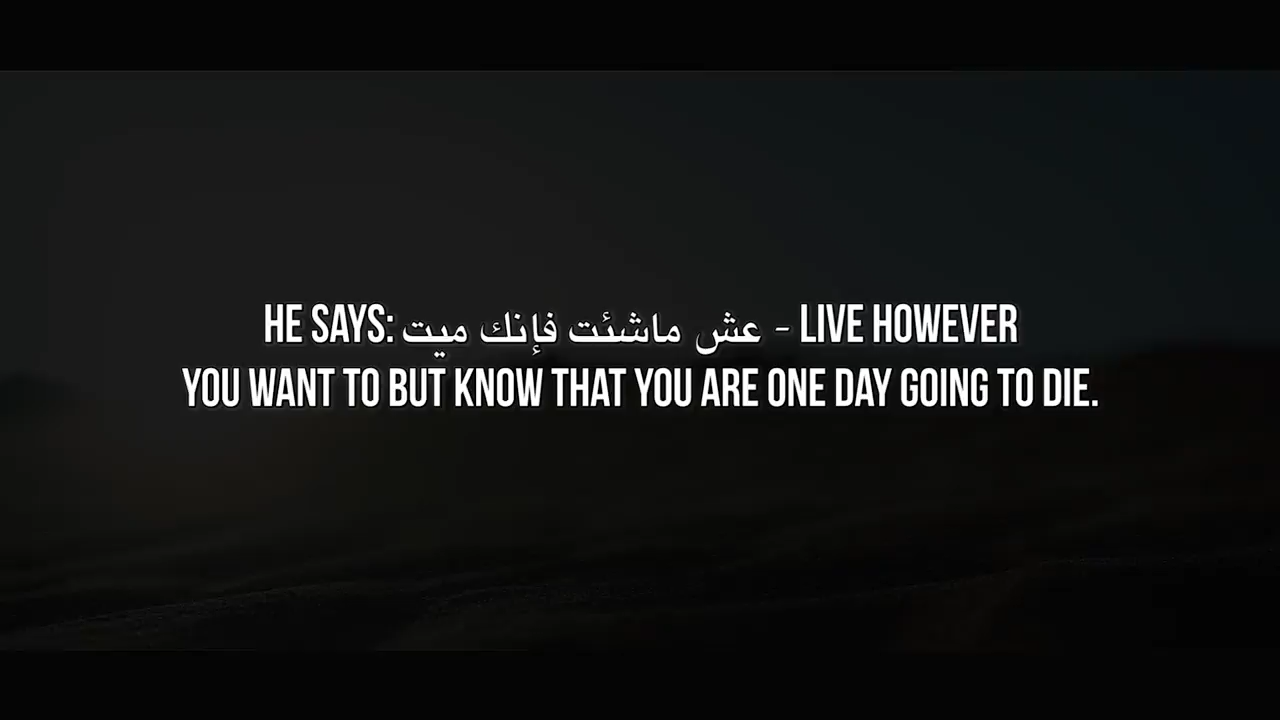 HE SAYS: عش ماشئت فإنك ميت - LIVE HOWEVER
YOU WANT TO BUT KNOW THAT YOU ARE ONE DAY GOING TO DIE.